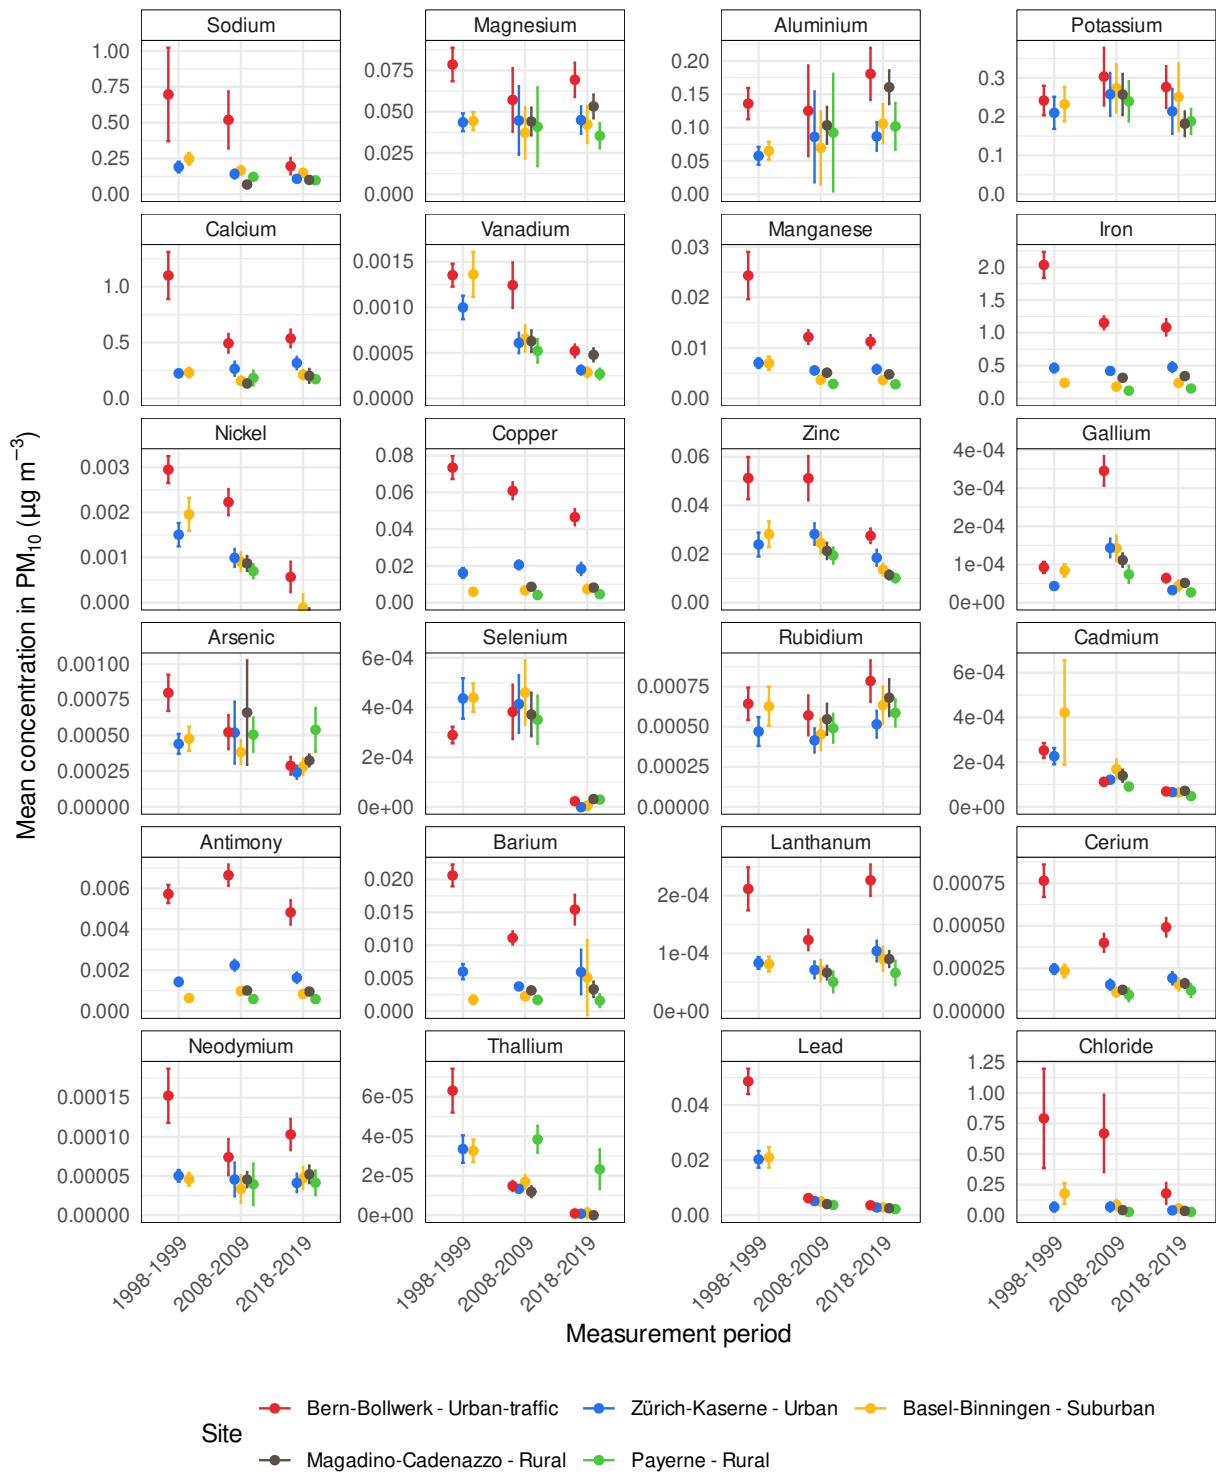 Sodium
Magnesium
Aluminium
Potassium
1.00
0.75
0.50
0.25
0.00
0.075
0.050
0.025
0.000
0.20
0.15
0.10
0.05
0.00
0.3
0.2
0.1
0.0
Calcium
Vanadium
Manganese
Iron
1.0
0.5
0.0
0.0015
0.0010
0.0005
0.0000
0.03
0.02
0.01
0.00
2.0
1.5
1.0
0.5
0.0
Nickel
Copper
Zinc
Gallium
0.003
0.002
0.001
0.000
0.08
0.06
0.04
0.02
0.00
0.06
0.04
0.02
0.00
4e-04
3e-04
2e-04
1e-04
0e+00
Mean concentration in PM₁₀ (µg m⁻³)
Arsenic
Selenium
Rubidium
Cadmium
0.00100
0.00075
0.00050
0.00025
0.00000
6e-04
4e-04
2e-04
0e+00
0.00075
0.00050
0.00025
0.00000
6e-04
4e-04
2e-04
0e+00
Antimony
Barium
Lanthanum
Cerium
0.006
0.004
0.002
0.000
0.020
0.015
0.010
0.005
0.000
2e-04
1e-04
0e+00
0.00075
0.00050
0.00025
0.00000
Neodymium
Thallium
Lead
Chloride
0.00015
0.00010
0.00005
0.00000
6e-05
4e-05
2e-05
0e+00
0.04
0.02
0.00
1.25
1.00
0.75
0.50
0.25
0.00
1998-1999
2008-2009
2018-2019
1998-1999
2008-2009
2018-2019
1998-1999
2008-2009
2018-2019
1998-1999
2008-2009
2018-2019
Measurement period
Site
Bern-Bollwerk - Urban-traffic
Zürich-Kaserne - Urban
Basel-Binningen - Suburban
Magadino-Cadenazzo - Rural
Payerne - Rural